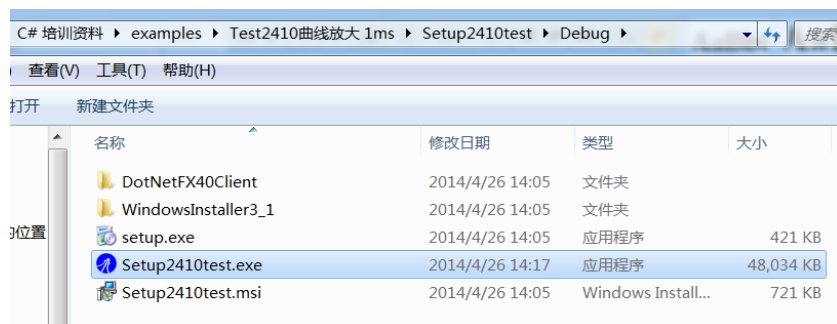 C# 培训资料 examples Test2410曲线放大 1ms Setup2410test Debug 搜索
查看(V) 工具(T) 帮助(H)
打开 新建文件夹
名称 修改日期 类型 大小
DotNetFX40Client 2014/4/26 14:05 文件夹
WindowsInstaller3_1 2014/4/26 14:05 文件夹
的位置
setup.exe 2014/4/26 14:05 应用程序 421 KB
Setup2410test.exe 2014/4/26 14:17 应用程序 48,034 KB
Setup2410test.msi 2014/4/26 14:05 Windows Install... 721 KB